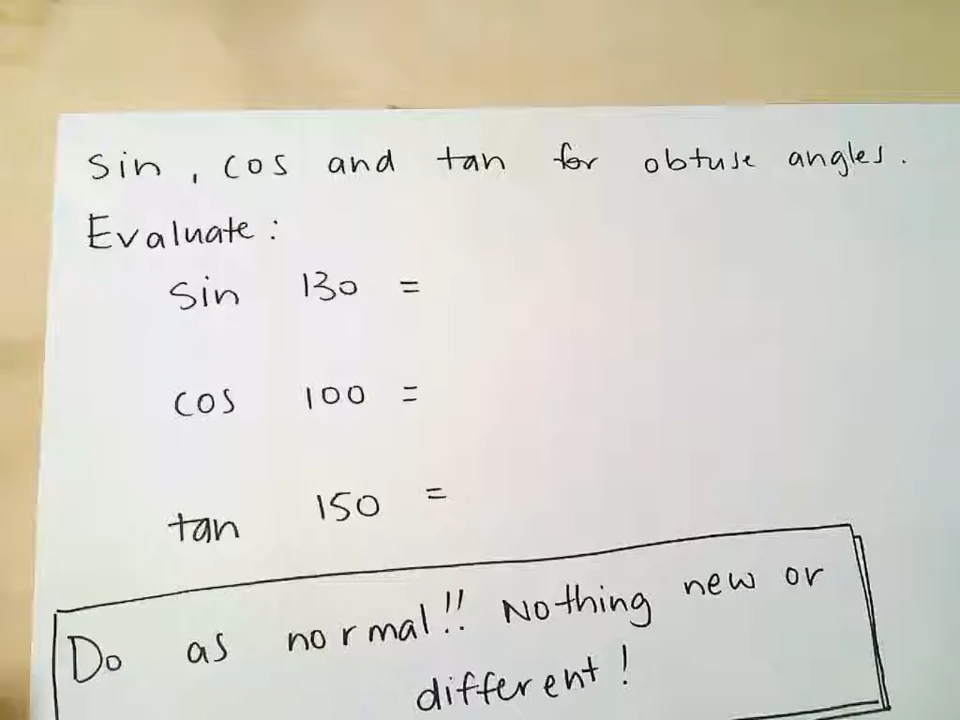 Sin, cos and tan for obtuse angles.
Evaluate:
Sin 130 =
cos 100 =
tan 150 =
Do as normal!! Nothing new or
different!